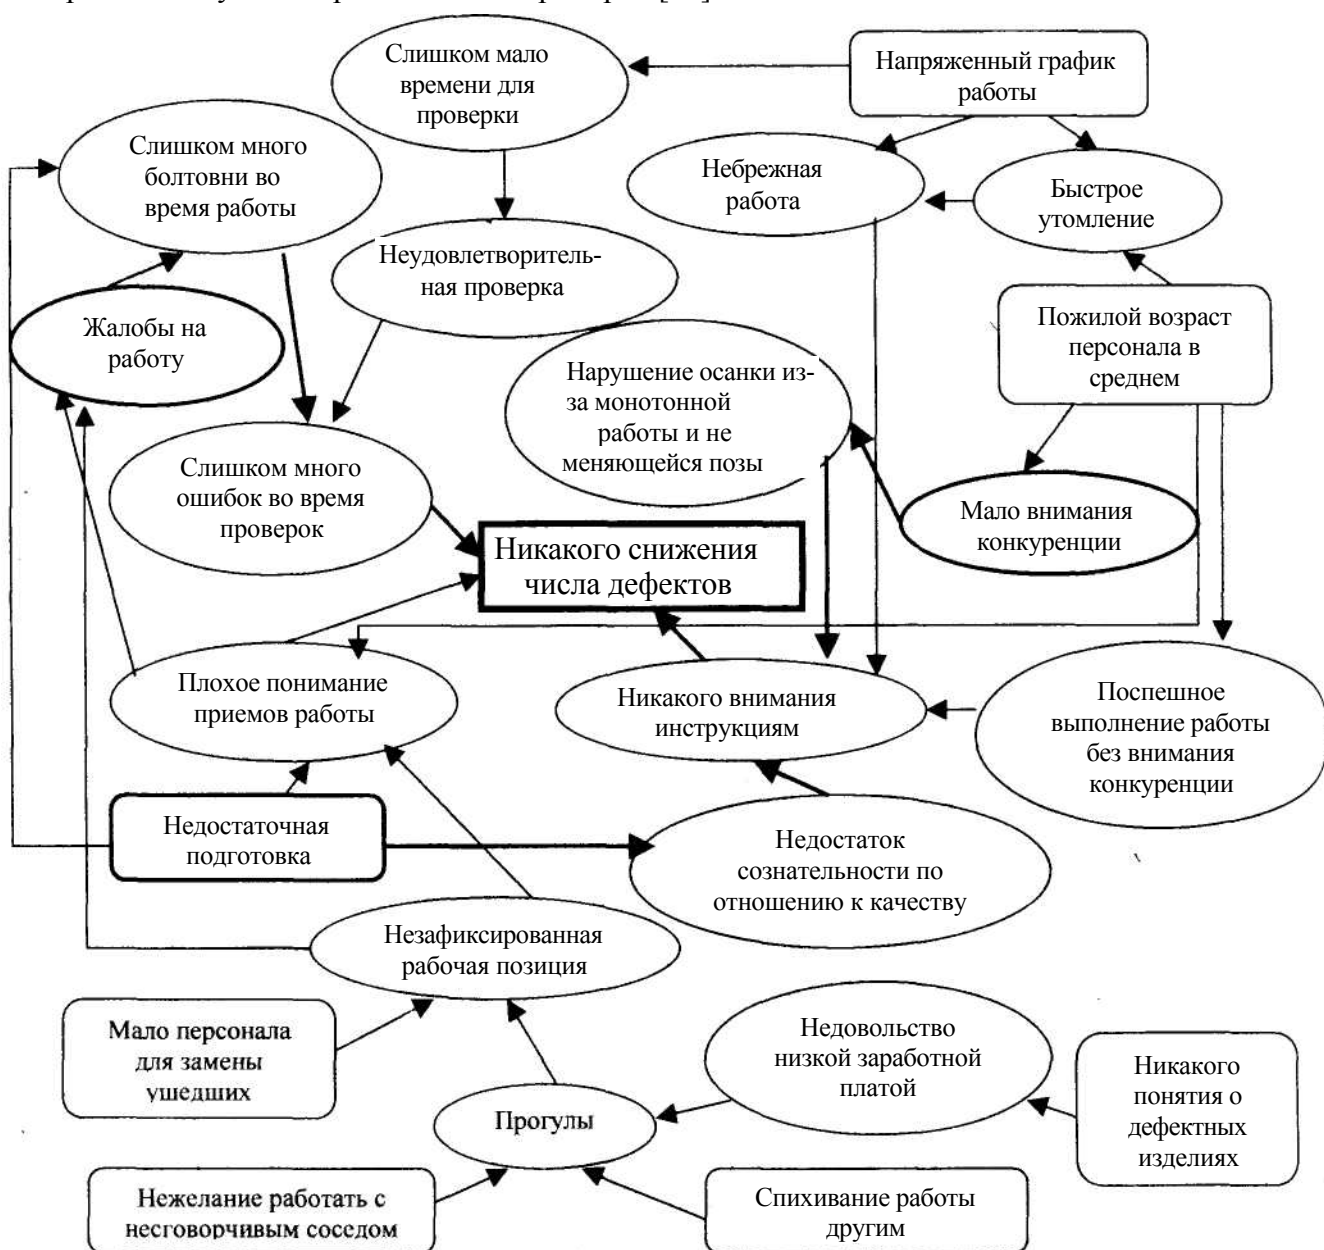 Слишком мало
времени для
проверки
Напряженный график
работы
Слишком много
болтовни во
время работы
Небрежная
работа
Быстрое
утомление
Неудовлетворитель-
ная проверка
Жалобы на
работу
Пожилой возраст
персонала в
среднем
Нарушение осанки из-
за монотонной
работы и не
меняющейся позы
Слишком много
ошибок во время
проверок
Мало внимания
конкуренции
Никакого снижения
числа дефектов
Плохое понимание
приемов работы
Никакого внимания
инструкциям
Поспешное
выполнение работы
без внимания
конкуренции
Недостаточная
подготовка
Недостаток
сознательности по
отношению к качеству
Незафиксированная
рабочая позиция
Мало персонала
для замены
ушедших
Недовольство
низкой заработной
платой
Никакого
понятия о
дефектных
изделиях
Прогулы
Нежелание работать с
несговорчивым соседом
Спихивание работы
другим